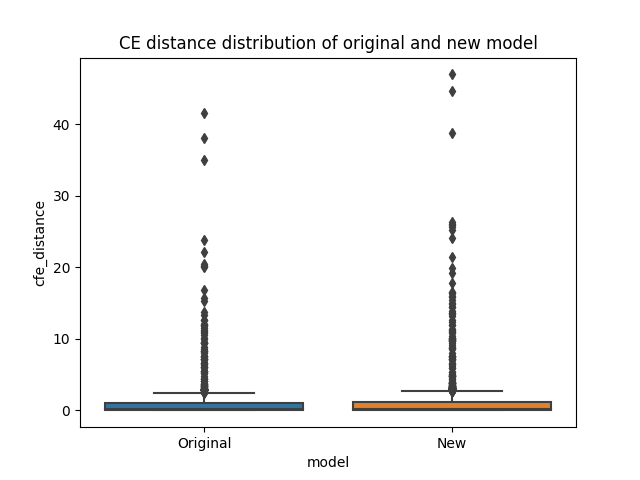 CE distance distribution of original and new model
40
30
20
10
0
cfe_distance
Original
New
model